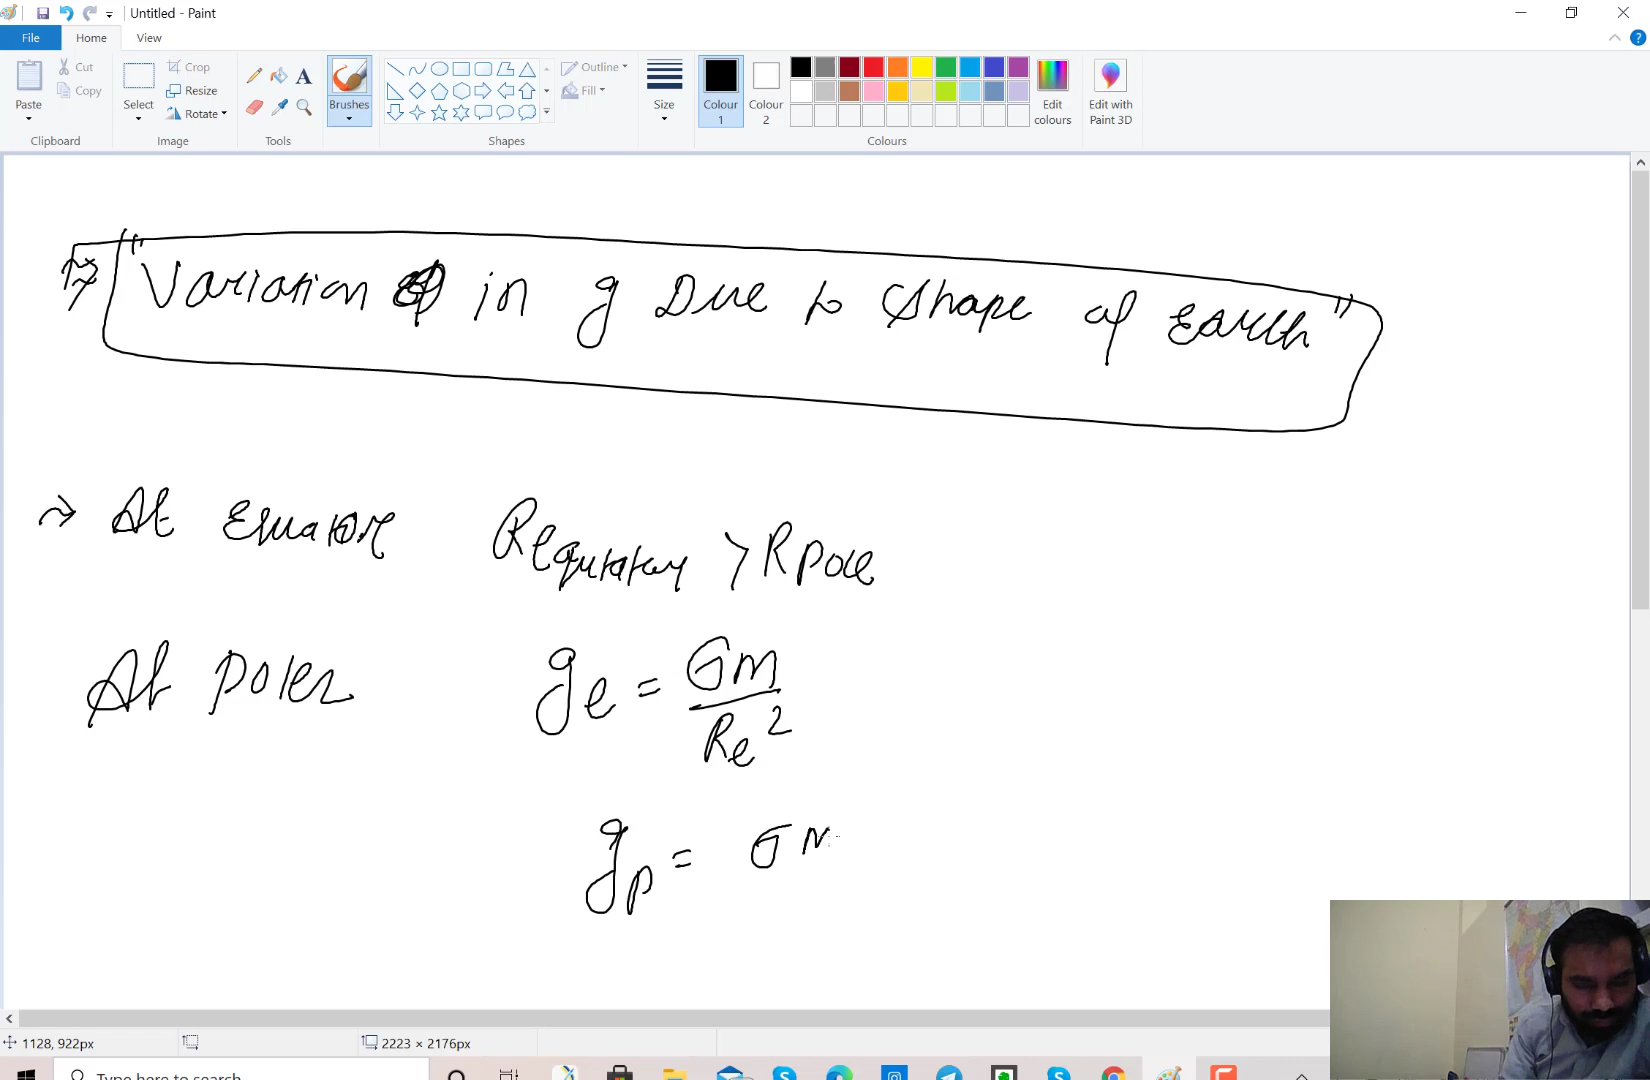 Untitled - Paint
File Home View
Paste Cut Copy Clipboard
Select Crop Resize Rotate Image
Tools
Brushes
Shapes Outline Fill
Size
Colour 1 Colour 2 Edit colours Colours
Edit with Paint 3D
"Variation in g Due to Shape of Earth"
→ At Equator Requatator > Rpole
At poles ge = GM
Re²
gp = GM
1128, 922px 2223 × 2176px
Type here to search